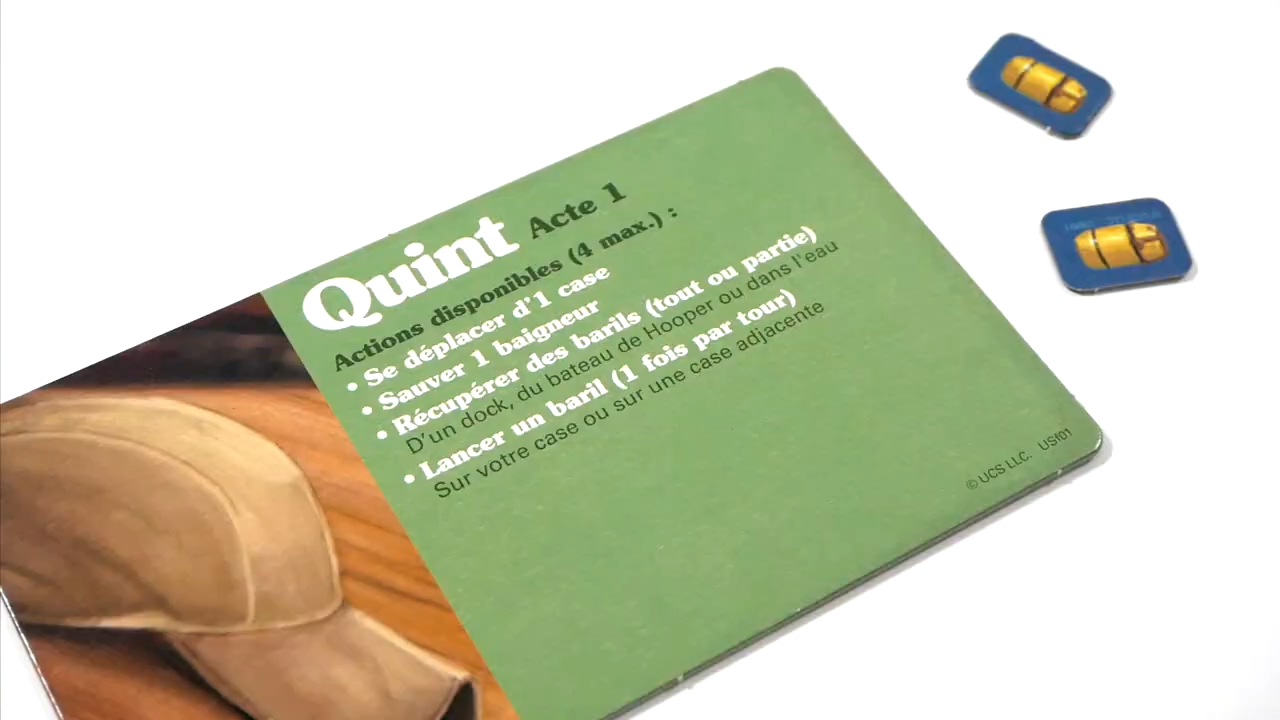 Quint Acte 1
Actions disponibles (4 max.) :
• Se déplacer d'1 case
• Sauver 1 baigneur
• Récupérer des barils (tout ou partie)
D'un dock, du bateau de Hooper ou dans l'eau
• Lancer un baril (1 fois par tour)
Sur votre case ou sur une case adjacente
© UCS LLC. USf01